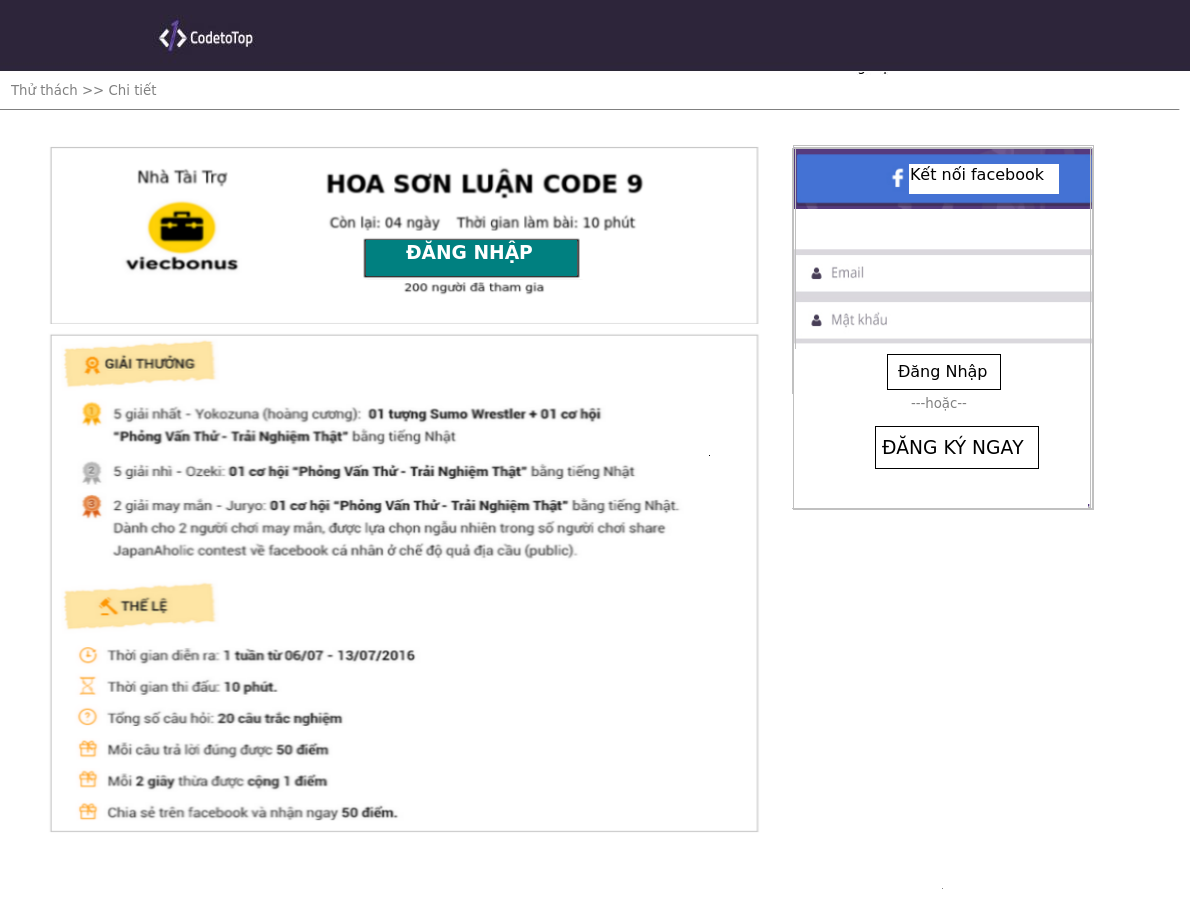 CodetoTop
Thử thách >> Chi tiết
Nhà Tài Trợ
viecbonus
HOA SƠN LUẬN CODE 9
Còn lại: 04 ngày Thời gian làm bài: 10 phút
ĐĂNG NHẬP
200 người đã tham gia
GIẢI THƯỞNG
5 giải nhất - Yokozuna (hoàng cương): 01 tượng Sumo Wrestler + 01 cơ hội
“Phỏng Vấn Thử - Trải Nghiệm Thật” bằng tiếng Nhật
5 giải nhì - Ozeki: 01 cơ hội “Phỏng Vấn Thử - Trải Nghiệm Thật” bằng tiếng Nhật
2 giải may mắn - Juryo: 01 cơ hội “Phỏng Vấn Thử - Trải Nghiệm Thật” bằng tiếng Nhật.
Dành cho 2 người chơi may mắn, được lựa chọn ngẫu nhiên trong số người chơi share
JapanAholic contest về facebook cá nhân ở chế độ quả địa cầu (public).
THỂ LỆ
Thời gian diễn ra: 1 tuần từ 06/07 - 13/07/2016
Thời gian thi đấu: 10 phút.
Tổng số câu hỏi: 20 câu trắc nghiệm
Mỗi câu trả lời đúng được 50 điểm
Mỗi 2 giây thừa được cộng 1 điểm
Chia sẻ trên facebook và nhận ngay 50 điểm.
Kết nối facebook
Email
Mật khẩu
Đăng Nhập
---hoặc--
ĐĂNG KÝ NGAY